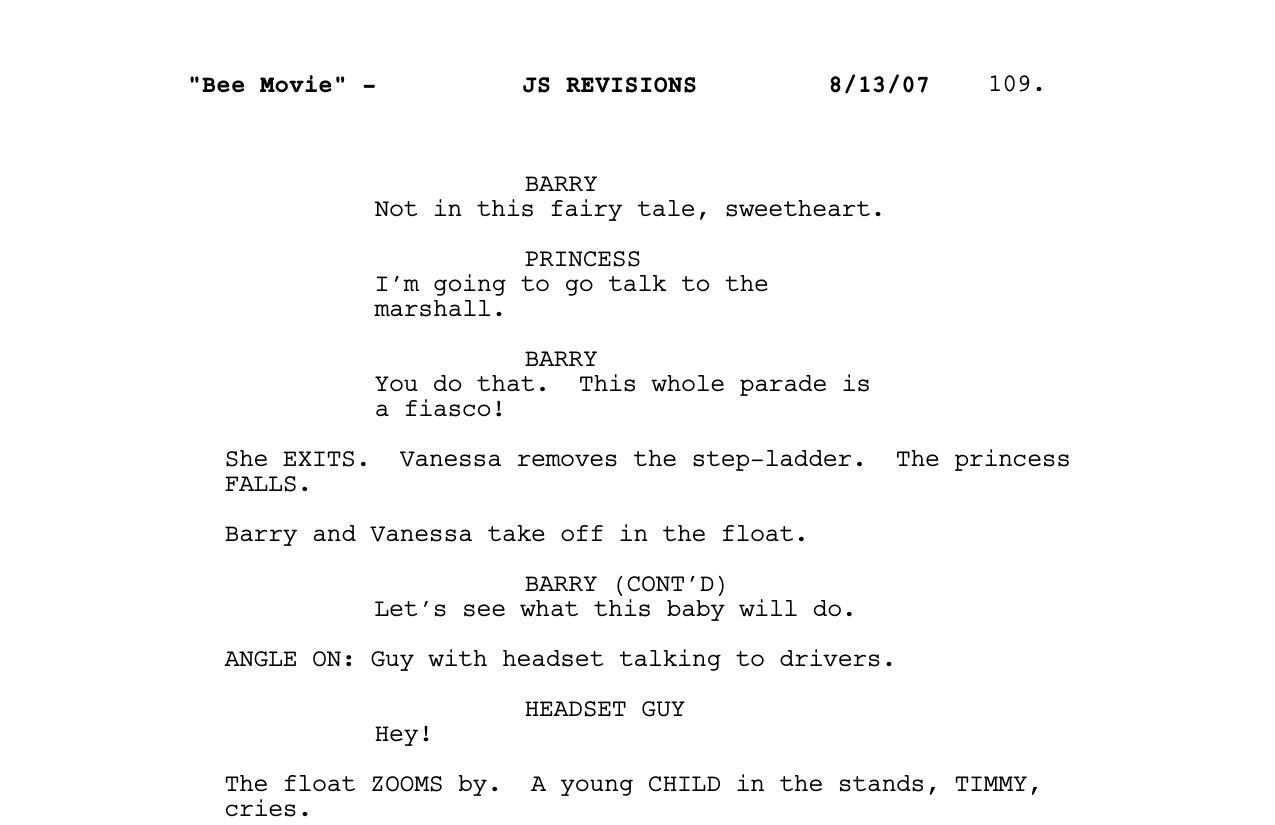 "Bee Movie" - JS REVISIONS 8/13/07 109.
BARRY
Not in this fairy tale, sweetheart.
PRINCESS
I'm going to go talk to the
marshall.
BARRY
You do that.  This whole parade is
a fiasco!
She EXITS.  Vanessa removes the step-ladder.  The princess
FALLS.
Barry and Vanessa take off in the float.
BARRY (CONT'D)
Let's see what this baby will do.
ANGLE ON: Guy with headset talking to drivers.
HEADSET GUY
Hey!
The float ZOOMS by.  A young CHILD in the stands, TIMMY,
cries.